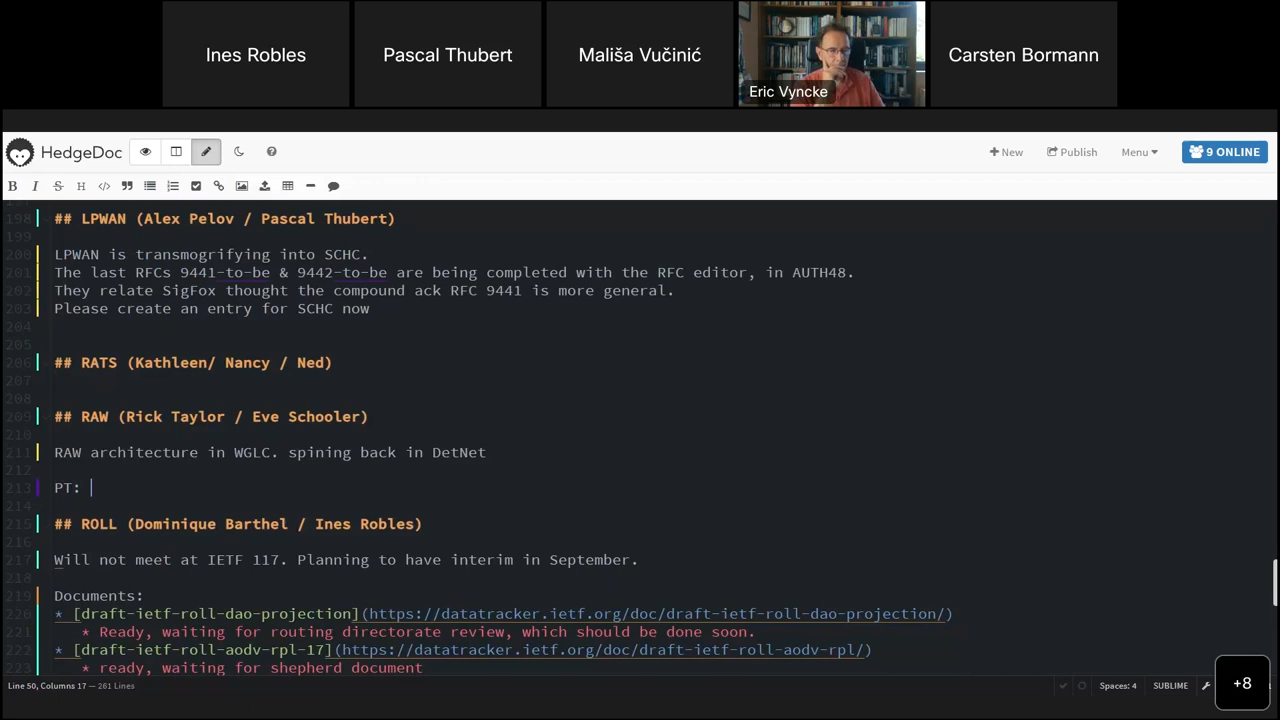 Ines Robles
Pascal Thubert
Mališa Vučinić
Eric Vyncke
Carsten Bormann
HedgeDoc
+ New
Publish
Menu
9 ONLINE
B I S H
198 ## LPWAN (Alex Pelov / Pascal Thubert)
199
200 LPWAN is transmogrifying into SCHC.
201 The last RFCs 9441-to-be & 9442-to-be are being completed with the RFC editor, in AUTH48.
202 They relate SigFox thought the compound ack RFC 9441 is more general.
203 Please create an entry for SCHC now
204
205
206 ## RATS (Kathleen/ Nancy / Ned)
207
208
209 ## RAW (Rick Taylor / Eve Schooler)
210
211 RAW architecture in WGLC. spining back in DetNet
212
213 PT:
214
215 ## ROLL (Dominique Barthel / Ines Robles)
216
217 Will not meet at IETF 117. Planning to have interim in September.
218
219 Documents:
220 * [draft-ietf-roll-dao-projection](https://datatracker.ietf.org/doc/draft-ietf-roll-dao-projection/)
221 * Ready, waiting for routing directorate review, which should be done soon.
222 * [draft-ietf-roll-aodv-rpl-17](https://datatracker.ietf.org/doc/draft-ietf-roll-aodv-rpl/)
223 * ready, waiting for shepherd document
Line 50, Columns 17 — 261 Lines
Spaces: 4
SUBLIME
+8